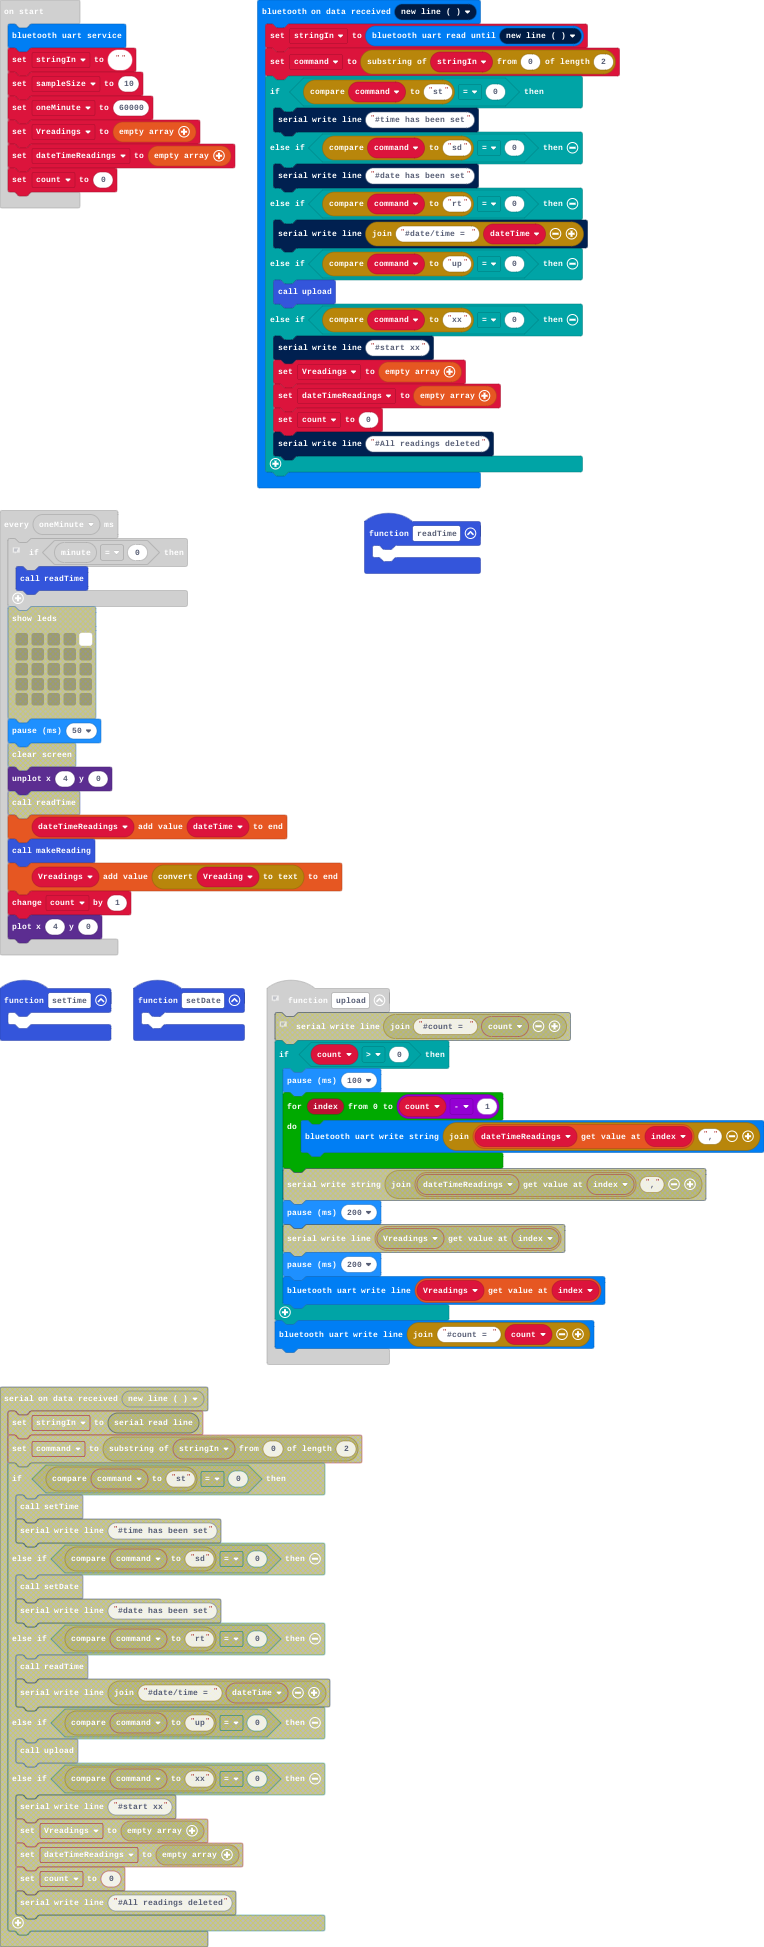 on start
bluetooth uart service
set stringIn to " "
set sampleSize to 10
set oneMinute to 60000
set Vreadings to empty array
set dateTimeReadings to empty array
set count to 0
bluetooth on data received new line ( )
set stringIn to bluetooth uart read until new line ( )
set command to substring of stringIn from 0 of length 2
if compare command to "st" = 0 then
serial write line "#time has been set"
else if compare command to "sd" = 0 then
serial write line "#date has been set"
else if compare command to "rt" = 0 then
serial write line join "#date/time = " dateTime
else if compare command to "up" = 0 then
call upload
else if compare command to "xx" = 0 then
serial write line "#start xx"
set Vreadings to empty array
set dateTimeReadings to empty array
set count to 0
serial write line "#All readings deleted"
every oneMinute ms
if minute = 0 then
call readTime
show leds
pause (ms) 50
clear screen
unplot x 4 y 0
call readTime
dateTimeReadings add value dateTime to end
call makeReading
Vreadings add value convert Vreading to text to end
change count by 1
plot x 4 y 0
function readTime
function setTime
function setDate
function upload
serial write line join "#count = " count
if count > 0 then
pause (ms) 100
for index from 0 to count - 1
do
bluetooth uart write string join dateTimeReadings get value at index ","
serial write string join dateTimeReadings get value at index ","
pause (ms) 200
serial write line Vreadings get value at index
pause (ms) 200
bluetooth uart write line Vreadings get value at index
bluetooth uart write line join "#count = " count
serial on data received new line ( )
set stringIn to serial read line
set command to substring of stringIn from 0 of length 2
if compare command to "st" = 0 then
call setTime
serial write line "#time has been set"
else if compare command to "sd" = 0 then
call setDate
serial write line "#date has been set"
else if compare command to "rt" = 0 then
call readTime
serial write line join "#date/time = " dateTime
else if compare command to "up" = 0 then
call upload
else if compare command to "xx" = 0 then
serial write line "#start xx"
set Vreadings to empty array
set dateTimeReadings to empty array
set count to 0
serial write line "#All readings deleted"